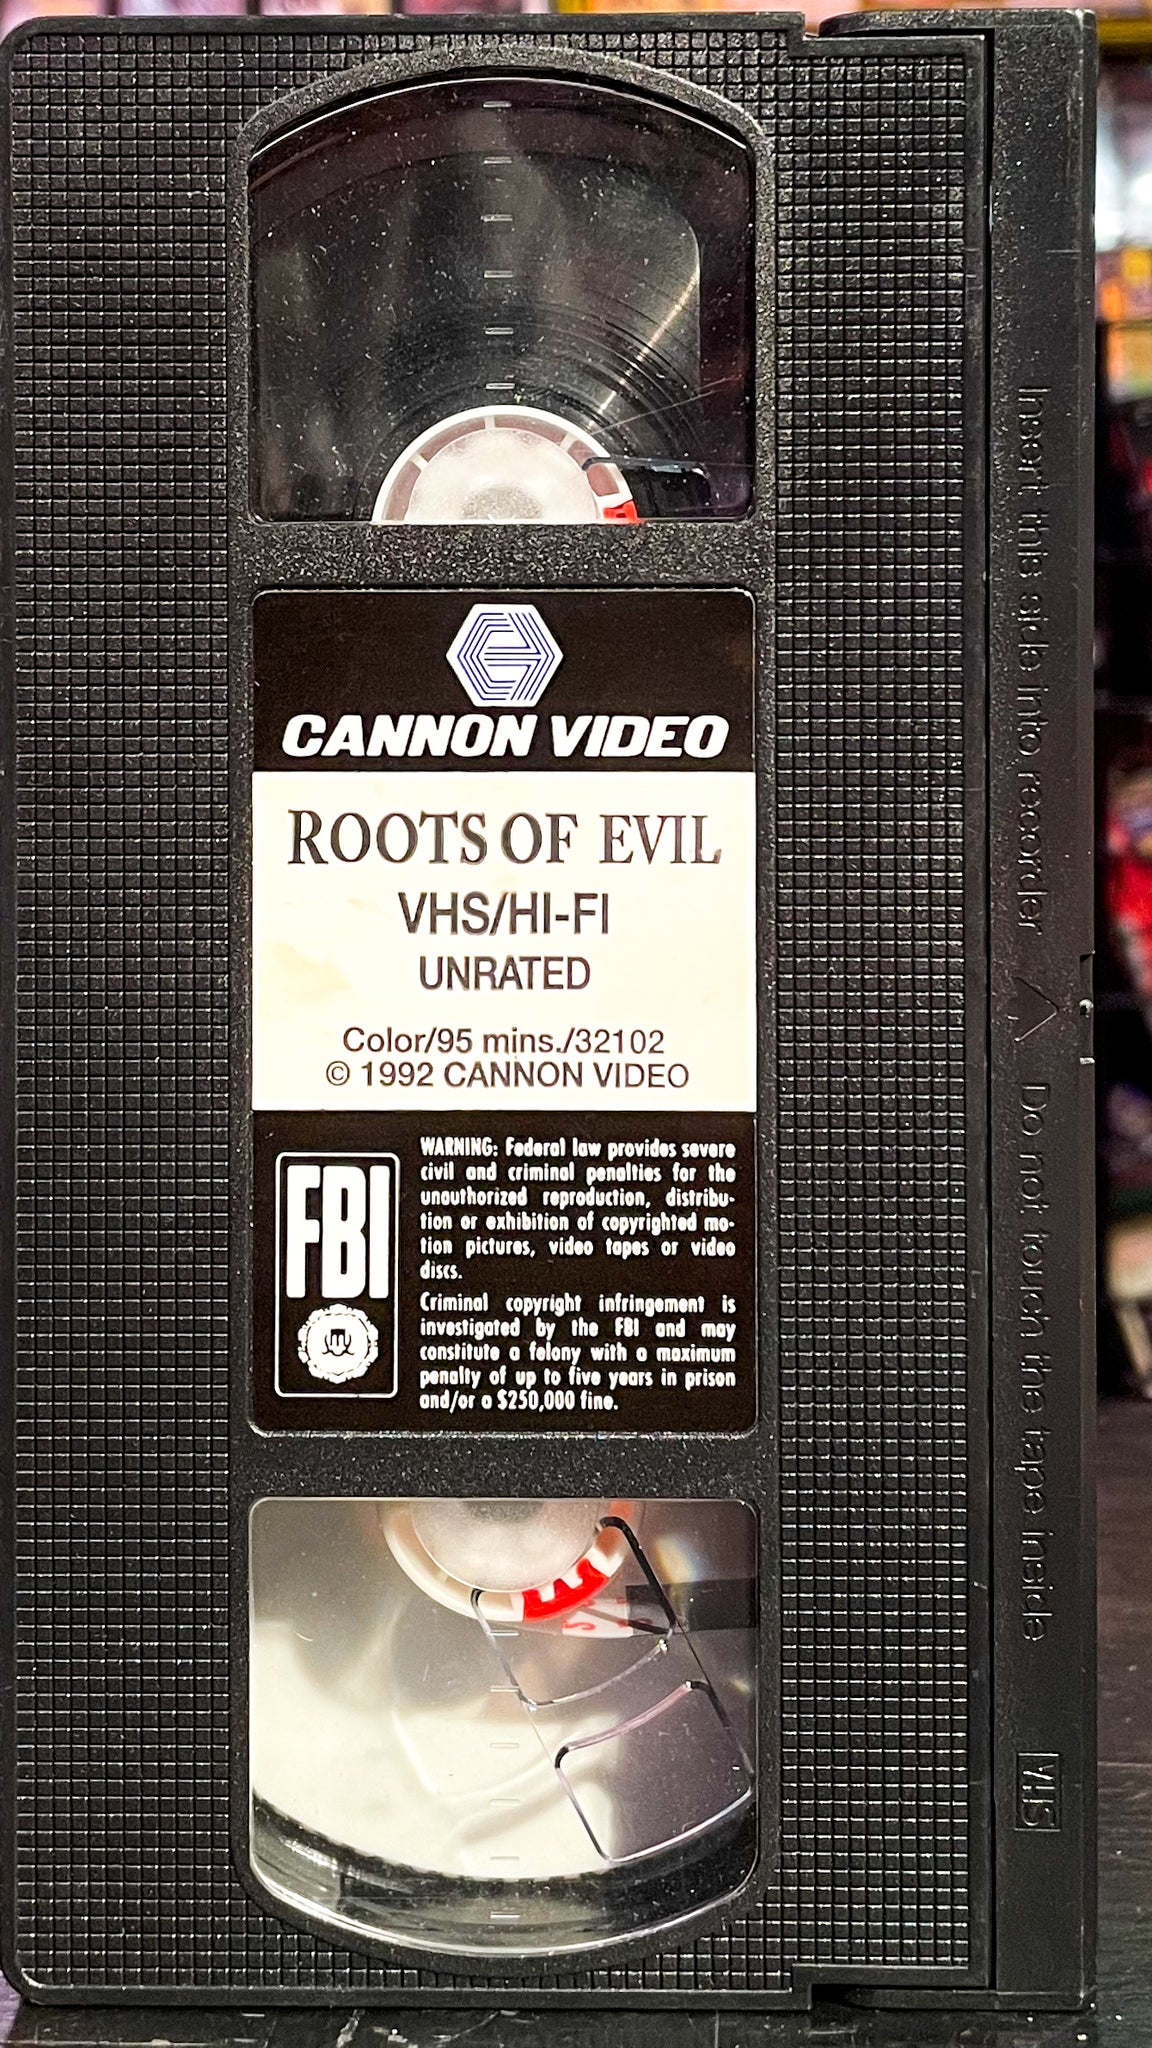 CANNON VIDEO
ROOTS OF EVIL
VHS/HI-FI
UNRATED
Color/95 mins./32102
© 1992 CANNON VIDEO
FBI
WARNING: Federal law provides severe
civil and criminal penalties for the
unauthorized reproduction, distribu-
tion or exhibition of copyrighted mo-
tion pictures, video tapes or video
discs.
Criminal copyright infringement is
investigated by the FBI and may
constitute a felony with a maximum
penalty of up to five years in prison
and/or a $250,000 fine.
Insert this side into recorder
Do not touch the tape inside
VHS